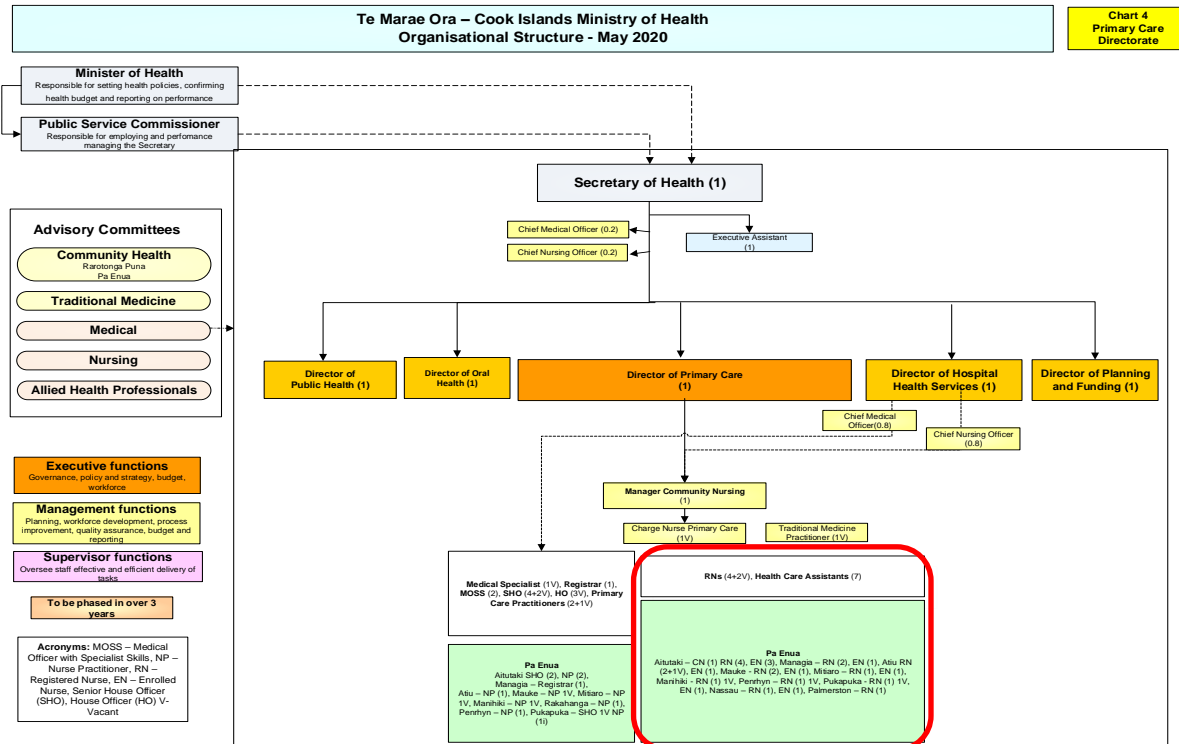 Te Marae Ora – Cook Islands Ministry of Health
Organisational Structure - May 2020
Chart 4
Primary Care
Directorate
Minister of Health
Responsible for setting health policies, confirming
health budget and reporting on performance
Public Service Commissioner
Responsible for employing and perfomance
managing the Secretary
Secretary of Health (1)
Chief Medical Officer (0.2)
Chief Nursing Officer (0.2)
Executive Assistant
(1)
Advisory Committees
Community Health
Rarotonga Puna
Pa Enua
Traditional Medicine
Medical
Nursing
Allied Health Professionals
Director of
Public Health (1)
Director of Oral
Health (1)
Director of Primary Care
(1)
Director of Hospital
Health Services (1)
Director of Planning
and Funding (1)
Chief Medical
Officer(0.8)
Chief Nursing Officer
(0.8)
Executive functions
Governance, policy and strategy, budget,
workforce
Management functions
Planning, workforce development, process
improvement, quality assurance, budget and
reporting
Supervisor functions
Oversee staff effective and efficient delivery of
tasks
To be phased in over 3
years
Acronyms: MOSS – Medical
Officer with Specialist Skills, NP –
Nurse Practitioner, RN –
Registered Nurse, EN – Enrolled
Nurse, Senior House Officer
(SHO), House Officer (HO) V-
Vacant
Manager Community Nursing
(1)
Charge Nurse Primary Care
(1V)
Traditional Medicine
Practitioner (1V)
Medical Specialist (1V), Registrar (1),
MOSS (2), SHO (4+2V), HO (3V), Primary
Care Practitioners (2+1V)
RNs (4+2V), Health Care Assistants (7)
Pa Enua
Aitutaki SHO (2), NP (2),
Managia – Registrar (1),
Atiu – NP (1), Mauke – NP 1V, Mitiaro – NP
1V, Manihiki – NP 1V, Rakahanga – NP (1),
Penrhyn – NP (1), Pukapuka – SHO 1V NP
(1i)
Pa Enua
Aitutaki – CN (1) RN (4), EN (3), Managia – RN (2), EN (1), Atiu RN
(2+1V), EN (1), Mauke - RN (2), EN (1), Mitiaro – RN (1), EN (1),
Manihiki - RN (1) 1V, Penrhyn – RN (1) 1V, Pukapuka - RN (1) 1V,
EN (1), Nassau – RN (1), EN (1), Palmerston – RN (1)